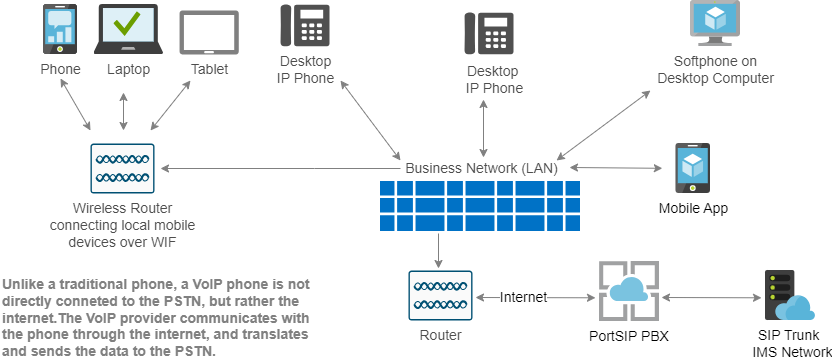 Phone
Laptop
Tablet
Desktop
IP Phone
Desktop
IP Phone
Softphone on
Desktop Computer
Business Network (LAN)
Wireless Router
connecting local mobile
devices over WIF
Mobile App
Unlike a traditional phone, a VoIP phone is not
directly conneted to the PSTN, but rather the
internet.The VoIP provider communicates with
the phone through the internet, and translates
and sends the data to the PSTN.
Router
Internet
PortSIP PBX
SIP Trunk
IMS Network